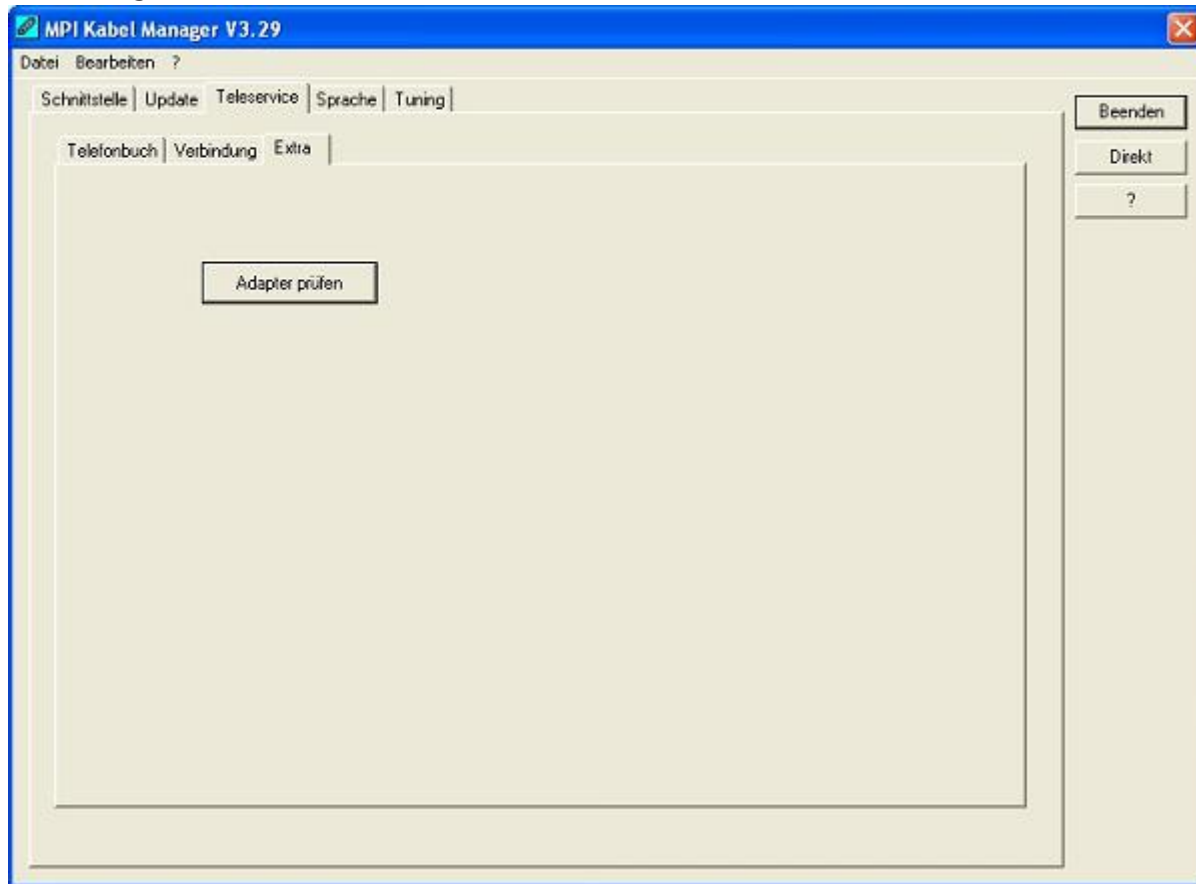 MPI Kabel Manager V3.29
Datei Bearbeiten ?
Schnittstelle Update Teleservice Sprache Tuning
Beenden
Telefonbuch Verbindung Extra
Direkt
?
Adapter prüfen